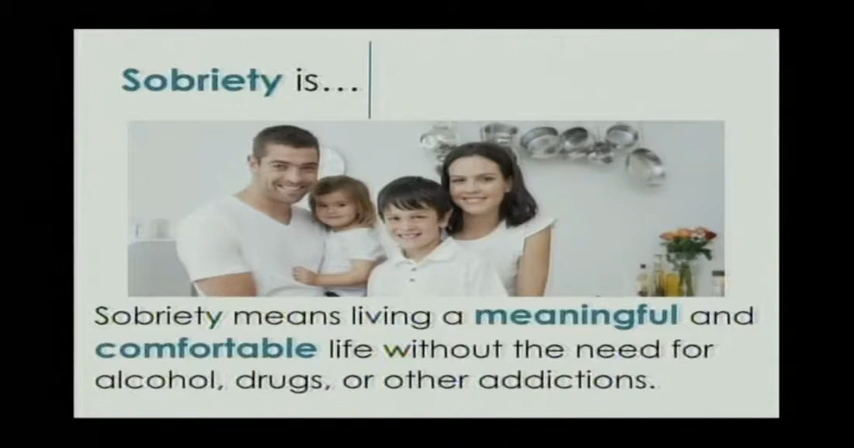 Sobriety is...
Sobriety means living a meaningful and
comfortable life without the need for
alcohol, drugs, or other addictions.